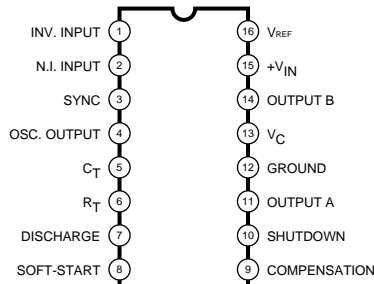 INV. INPUT 1 16 VREF
N.I. INPUT 2 15 +VIN
SYNC 3 14 OUTPUT B
OSC. OUTPUT 4 13 VC
CT 5 12 GROUND
RT 6 11 OUTPUT A
DISCHARGE 7 10 SHUTDOWN
SOFT-START 8 9 COMPENSATION